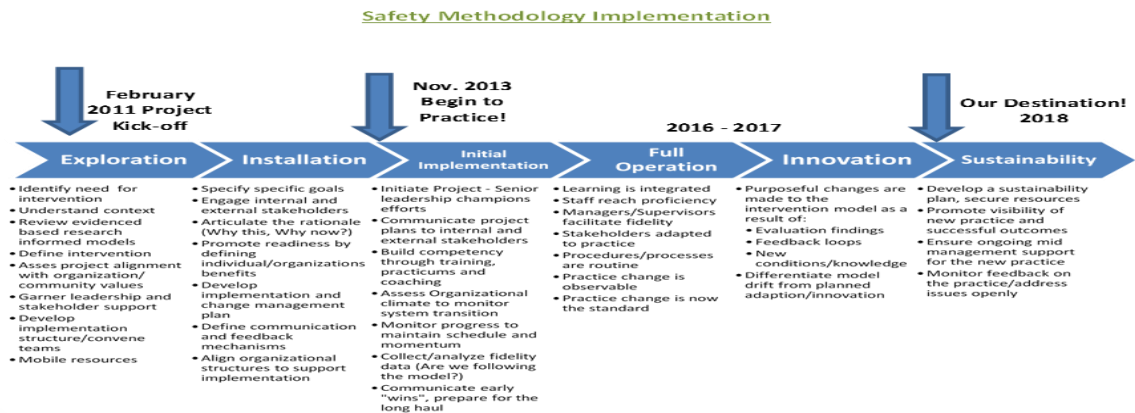 Safety Methodology Implementation
February
2011 Project
Kick-off
Nov. 2013
Begin to
Practice!
2016 - 2017
Our Destination!
2018
Exploration
Installation
Initial
Implementation
Full
Operation
Innovation
Sustainability
• Identify need for
intervention
• Understand context
• Review evidenced
based research
informed models
• Define intervention
• Asses project alignment
with organization/
community values
• Garner leadership and
stakeholder support
• Develop
implementation
structure/convene
teams
• Mobile resources
• Specify specific goals
• Engage internal and
external stakeholders
• Articulate the rationale
(Why this, Why now?)
• Promote readiness by
defining
individual/organizations
benefits
• Develop
implementation and
change management
plan
• Define communication
and feedback
mechanisms
• Align organizational
structures to support
implementation
• Initiate Project - Senior
leadership champions
efforts
• Communicate project
plans to internal and
external stakeholders
• Build competency
through training,
practicums and
coaching
• Assess Organizational
climate to monitor
system transition
• Monitor progress to
maintain schedule and
momentum
• Collect/analyze fidelity
data (Are we following
the model?)
• Communicate early
"wins", prepare for the
long haul
• Learning is integrated
• Staff reach proficiency
• Managers/Supervisors
facilitate fidelity
• Stakeholders adapted
to practice
• Procedures/processes
are routine
• Practice change is
observable
• Practice change is now
the standard
• Purposeful changes are
made to the
intervention model as a
result of:
• Evaluation findings
• Feedback loops
• New
conditions/knowledge
• Differentiate model
drift from planned
adaption/innovation
• Develop a sustainability
plan, secure resources
• Promote visibility of
new practice and
successful outcomes
• Ensure ongoing mid
management support
for the new practice
• Monitor feedback on
the practice/address
issues openly